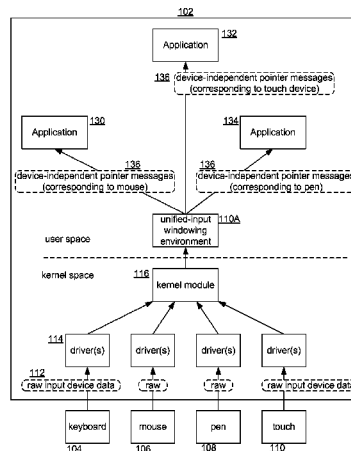 102
132
Application
136
device-independent pointer messages
(corresponding to touch device)
130
Application
134
Application
136
device-independent pointer messages
(corresponding to mouse)
136
device-independent pointer messages
(corresponding to pen)
110A
unified-input
windowing
environment
user space
kernel space
116
kernel module
114
driver(s)
driver(s)
driver(s)
driver(s)
112
raw input device data
raw
raw
raw input device data
keyboard
mouse
pen
touch
104
106
108
110